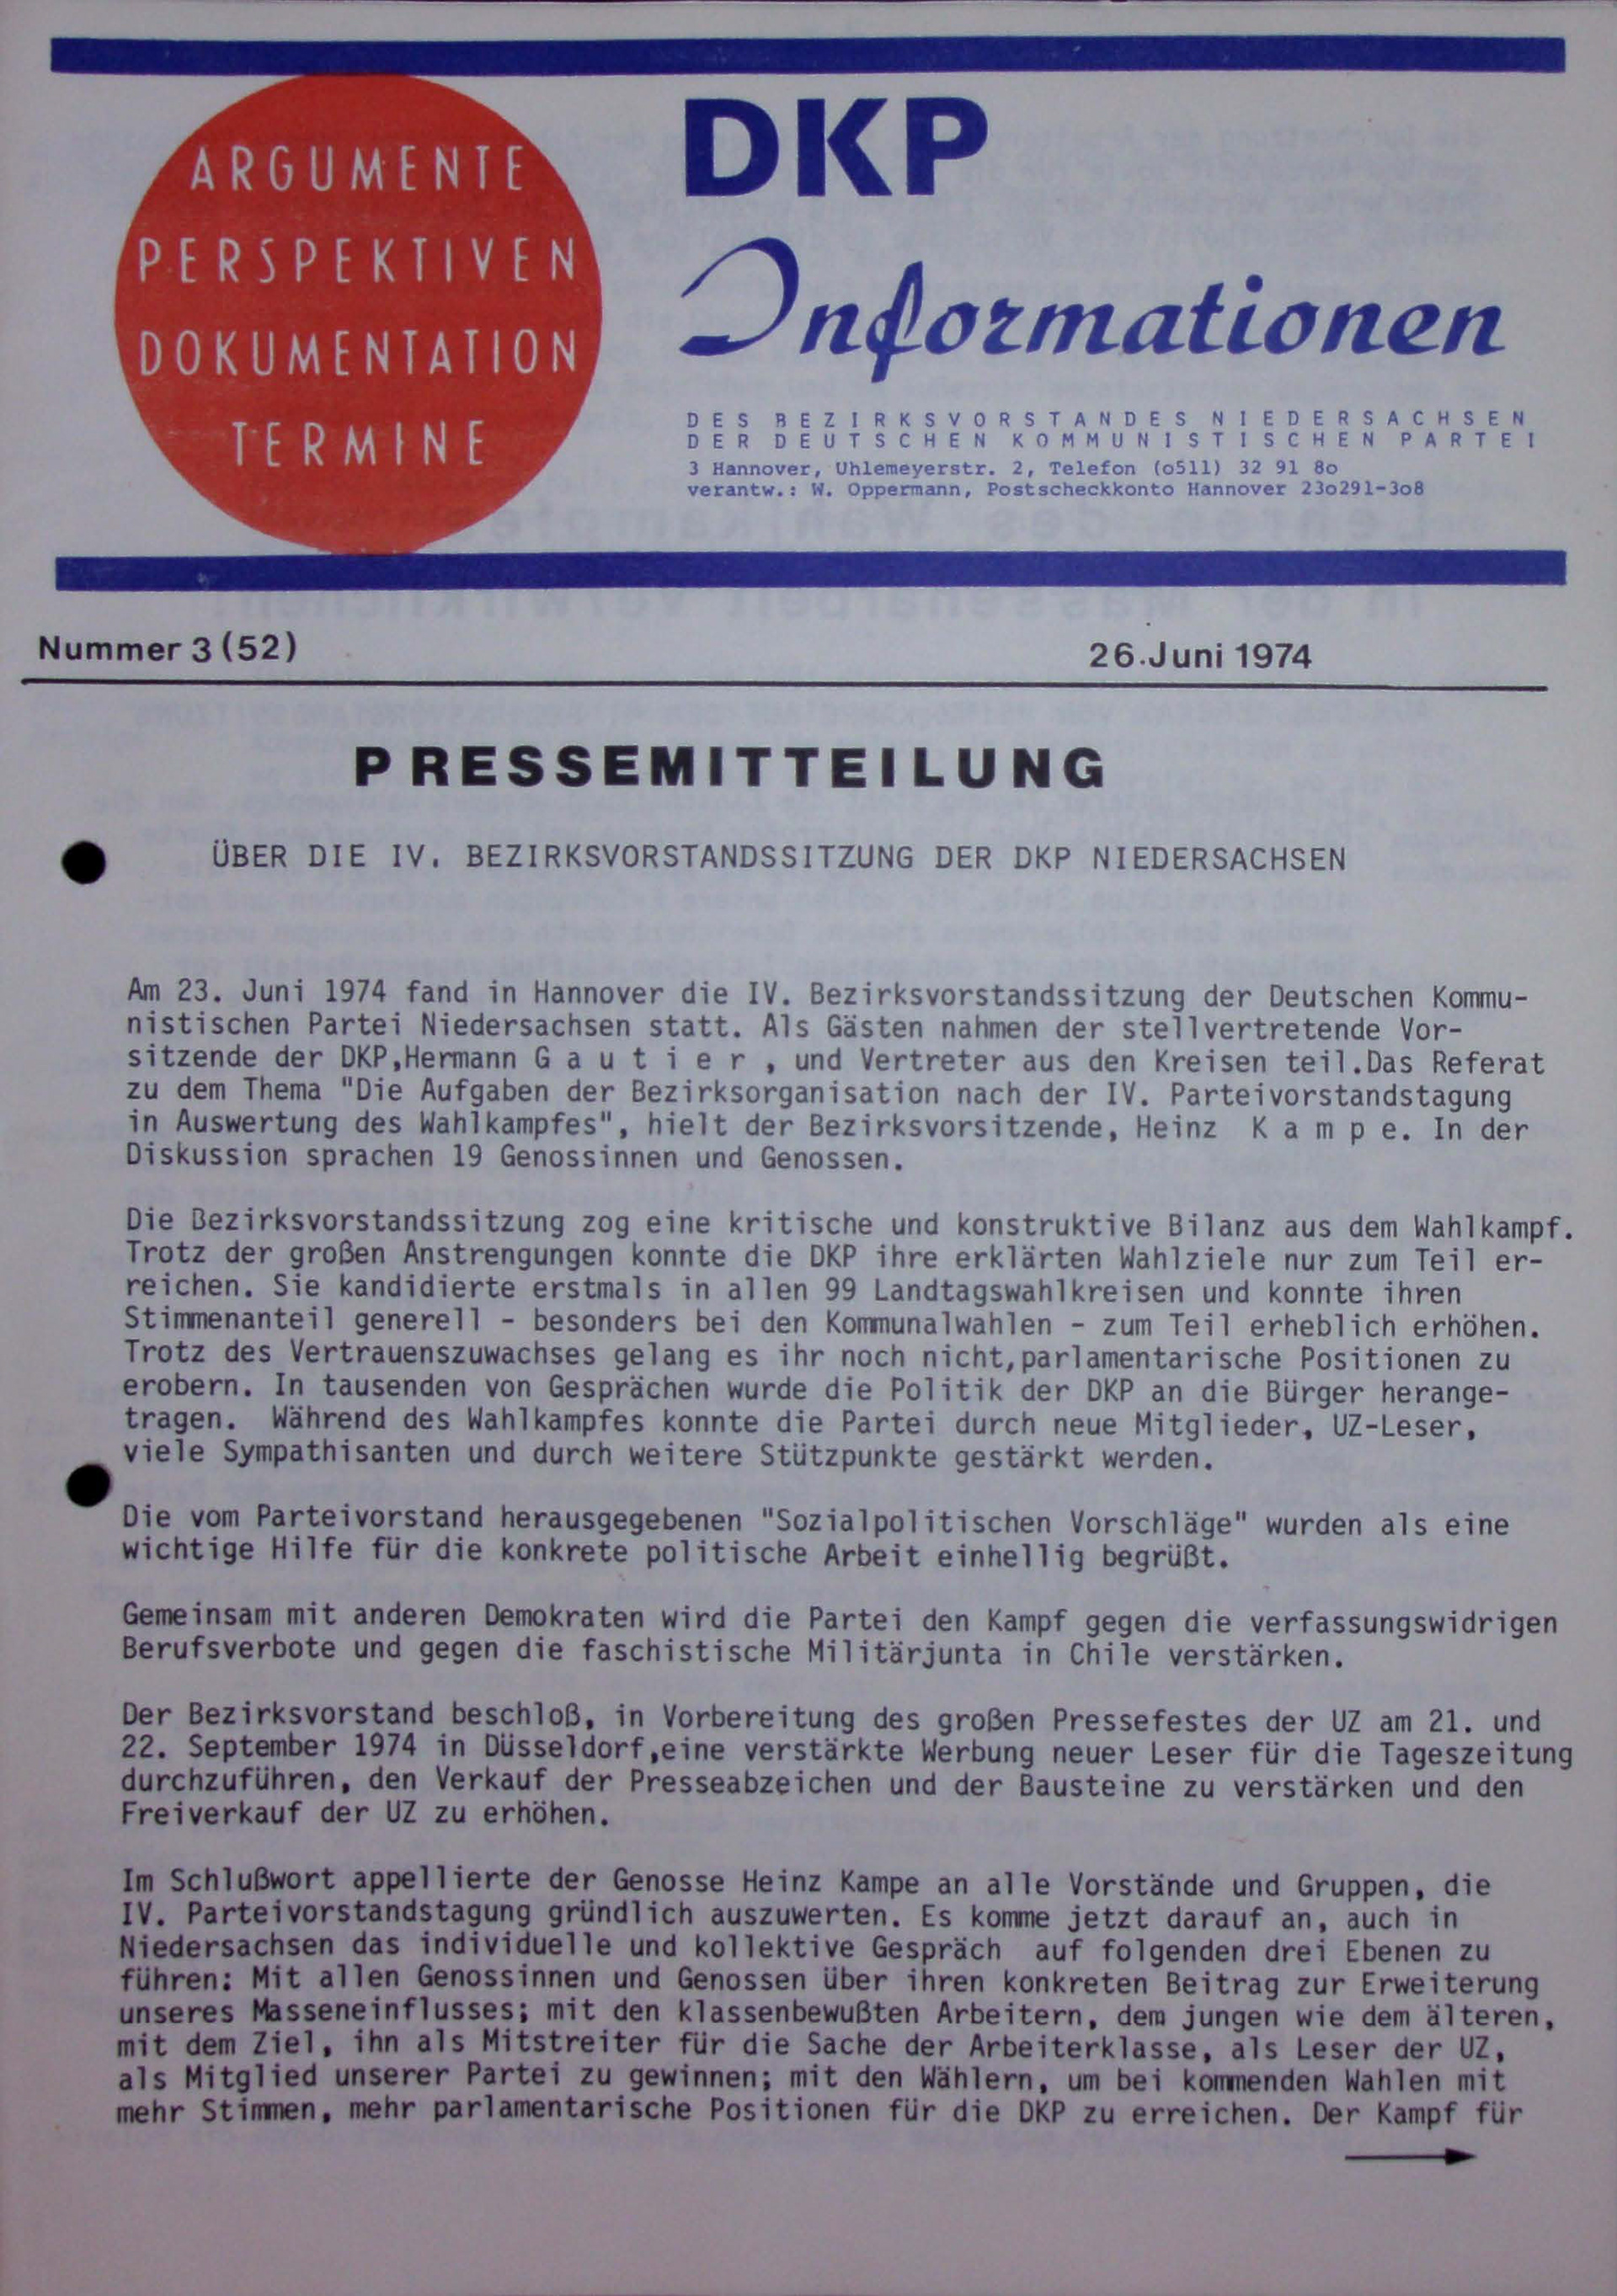 ARGUMENTE
PERSPEKTIVEN
DOKUMENTATION
TERMINE
DKP
Informationen
DES BEZIRKSVORSTANDES NIEDERSACHSEN
DER DEUTSCHEN KOMMUNISTISCHEN PARTEI
3 Hannover, Uhlemeyerstr. 2, Telefon (o511) 32 91 8o
verantw.: W. Oppermann, Postscheckkonto Hannover 23o291-3o8
Nummer 3 (52)
26.Juni 1974
PRESSEMITTEILUNG
ÜBER DIE IV. BEZIRKSVORSTANDSSITZUNG DER DKP NIEDERSACHSEN
Am 23. Juni 1974 fand in Hannover die IV. Bezirksvorstandssitzung der Deutschen Kommu-
nistischen Partei Niedersachsen statt. Als Gästen nahmen der stellvertretende Vor-
sitzende der DKP,Hermann G a u t i e r , und Vertreter aus den Kreisen teil.Das Referat
zu dem Thema "Die Aufgaben der Bezirksorganisation nach der IV. Parteivorstandstagung
in Auswertung des Wahlkampfes", hielt der Bezirksvorsitzende, Heinz K a m p e. In der
Diskussion sprachen 19 Genossinnen und Genossen.
Die Bezirksvorstandssitzung zog eine kritische und konstruktive Bilanz aus dem Wahlkampf.
Trotz der großen Anstrengungen konnte die DKP ihre erklärten Wahlziele nur zum Teil er-
reichen. Sie kandidierte erstmals in allen 99 Landtagswahlkreisen und konnte ihren
Stimmenanteil generell - besonders bei den Kommunalwahlen - zum Teil erheblich erhöhen.
Trotz des Vertrauenszuwachses gelang es ihr noch nicht,parlamentarische Positionen zu
erobern. In tausenden von Gesprächen wurde die Politik der DKP an die Bürger herange-
tragen. Während des Wahlkampfes konnte die Partei durch neue Mitglieder, UZ-Leser,
viele Sympathisanten und durch weitere Stützpunkte gestärkt werden.
Die vom Parteivorstand herausgegebenen "Sozialpolitischen Vorschläge" wurden als eine
wichtige Hilfe für die konkrete politische Arbeit einhellig begrüßt.
Gemeinsam mit anderen Demokraten wird die Partei den Kampf gegen die verfassungswidrigen
Berufsverbote und gegen die faschistische Militärjunta in Chile verstärken.
Der Bezirksvorstand beschloß, in Vorbereitung des großen Pressefestes der UZ am 21. und
22. September 1974 in Düsseldorf,eine verstärkte Werbung neuer Leser für die Tageszeitung
durchzuführen, den Verkauf der Presseabzeichen und der Bausteine zu verstärken und den
Freiverkauf der UZ zu erhöhen.
Im Schlußwort appellierte der Genosse Heinz Kampe an alle Vorstände und Gruppen, die
IV. Parteivorstandstagung gründlich auszuwerten. Es komme jetzt darauf an, auch in
Niedersachsen das individuelle und kollektive Gespräch auf folgenden drei Ebenen zu
führen: Mit allen Genossinnen und Genossen über ihren konkreten Beitrag zur Erweiterung
unseres Masseneinflusses; mit den klassenbewußten Arbeitern, dem jungen wie dem älteren,
mit dem Ziel, ihn als Mitstreiter für die Sache der Arbeiterklasse, als Leser der UZ,
als Mitglied unserer Partei zu gewinnen; mit den Wählern, um bei kommenden Wahlen mit
mehr Stimmen, mehr parlamentarische Positionen für die DKP zu erreichen. Der Kampf für